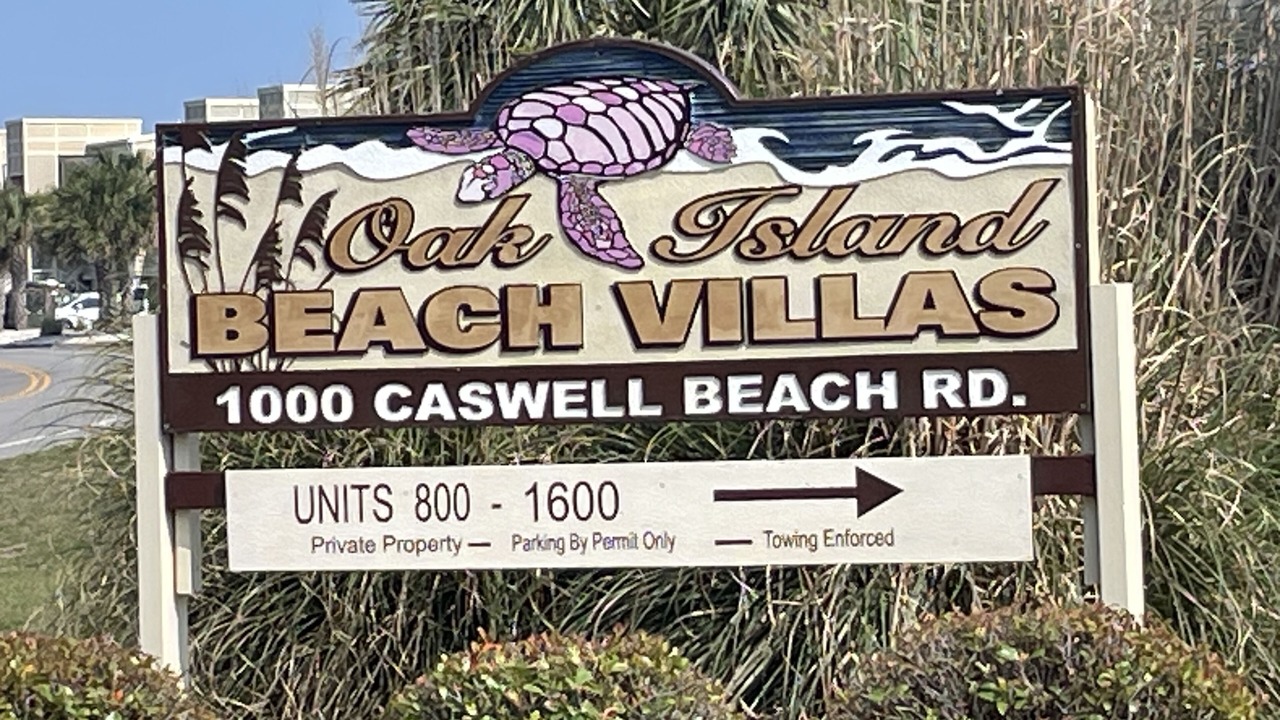 Oak Island
BEACH VILLAS
1000 CASWELL BEACH RD.
UNITS 800 - 1600
Private Property — Parking By Permit Only — Towing Enforced